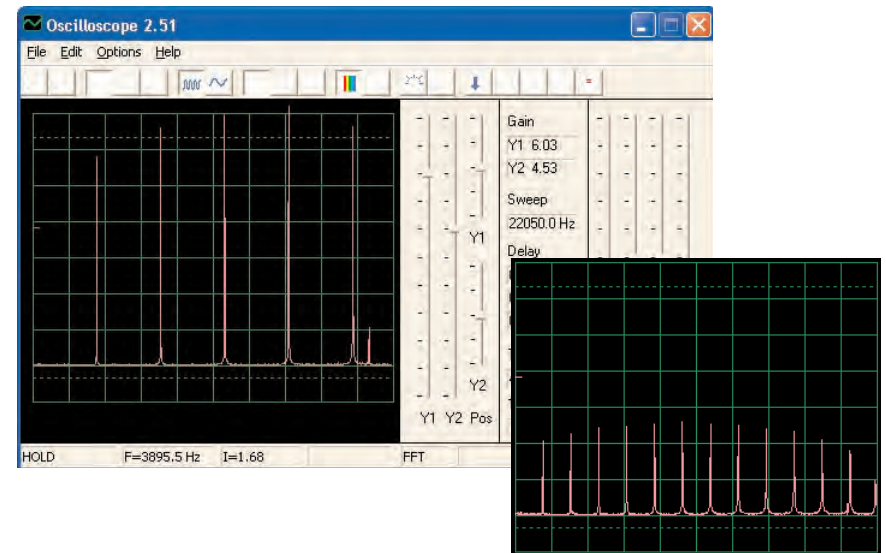 Oscilloscope 2.51
File Edit Options Help
Gain
Y1 6.03
Y2 4.53
Sweep
22050.0 Hz
Y1
Delay
Y2
Y1 Y2 Pos
HOLD F=3895.5 Hz I=1.68 FFT